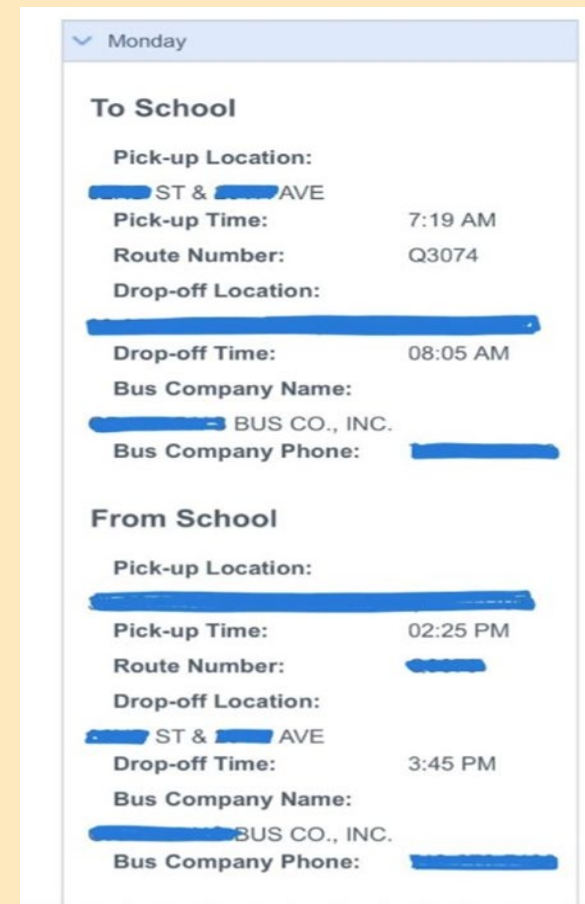 Monday
To School
Pick-up Location:
ST & AVE
Pick-up Time: 7:19 AM
Route Number: Q3074
Drop-off Location:
Drop-off Time: 08:05 AM
Bus Company Name:
BUS CO., INC.
Bus Company Phone:
From School
Pick-up Location:
Pick-up Time: 02:25 PM
Route Number:
Drop-off Location:
ST & AVE
Drop-off Time: 3:45 PM
Bus Company Name:
BUS CO., INC.
Bus Company Phone: